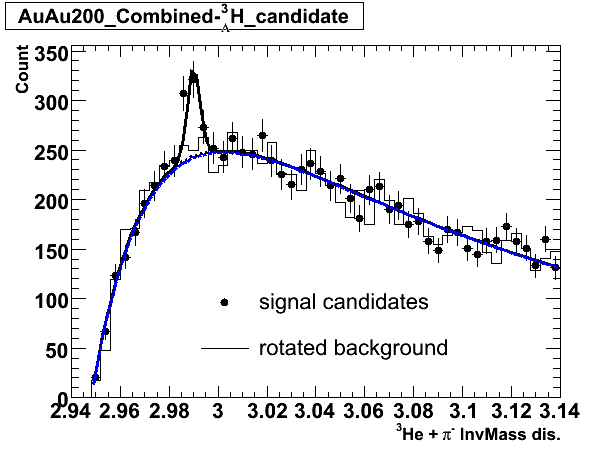 AuAu200_Combined-³ΛH_candidate
Count
350
300
250
200
150
100
50
0
signal candidates
rotated background
2.94 2.96 2.98 3 3.02 3.04 3.06 3.08 3.1 3.12 3.14
³He + π⁻ InvMass dis.